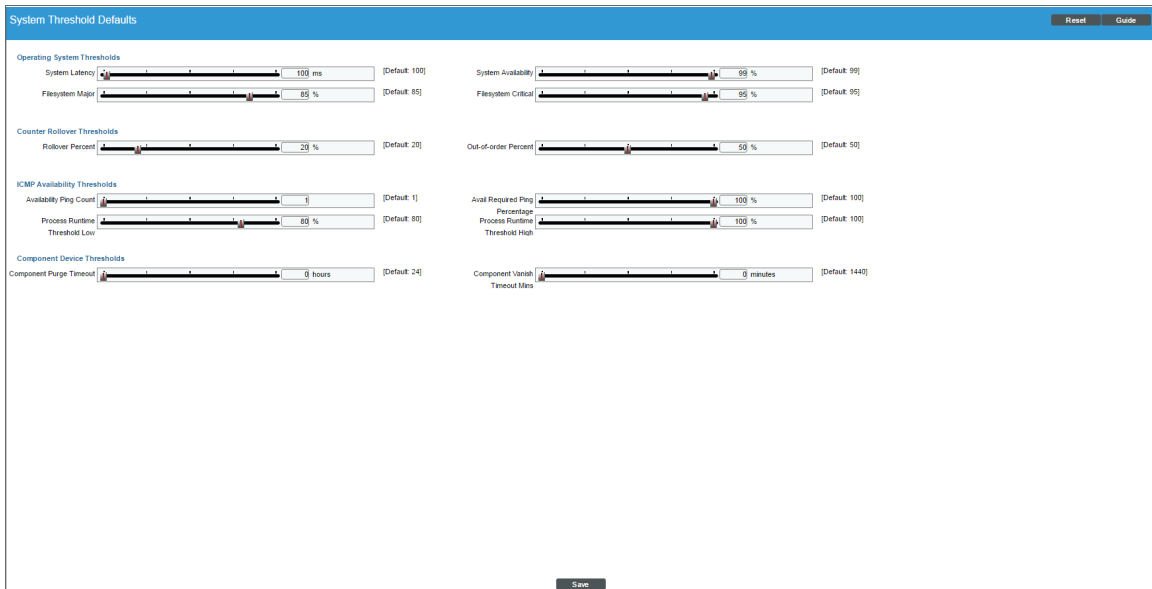 System Threshold Defaults
Reset Guide
Operating System Thresholds
System Latency 100 ms [Default: 100] System Availability 99 % [Default: 99]
Filesystem Major 85 % [Default: 85] Filesystem Critical 95 % [Default: 95]
Counter Rollover Thresholds
Rollover Percent 20 % [Default: 20] Out-of-order Percent 50 % [Default: 50]
ICMP Availability Thresholds
Availability Ping Count 1 [Default: 1] Avail Required Ping 100 % [Default: 100]
Percentage
Process Runtime 80 % [Default: 80] Process Runtime 100 % [Default: 100]
Threshold Low Threshold High
Component Device Thresholds
Component Purge Timeout 0 hours [Default: 24] Component Vanish 0 minutes [Default: 1440]
Timeout Mins
Save